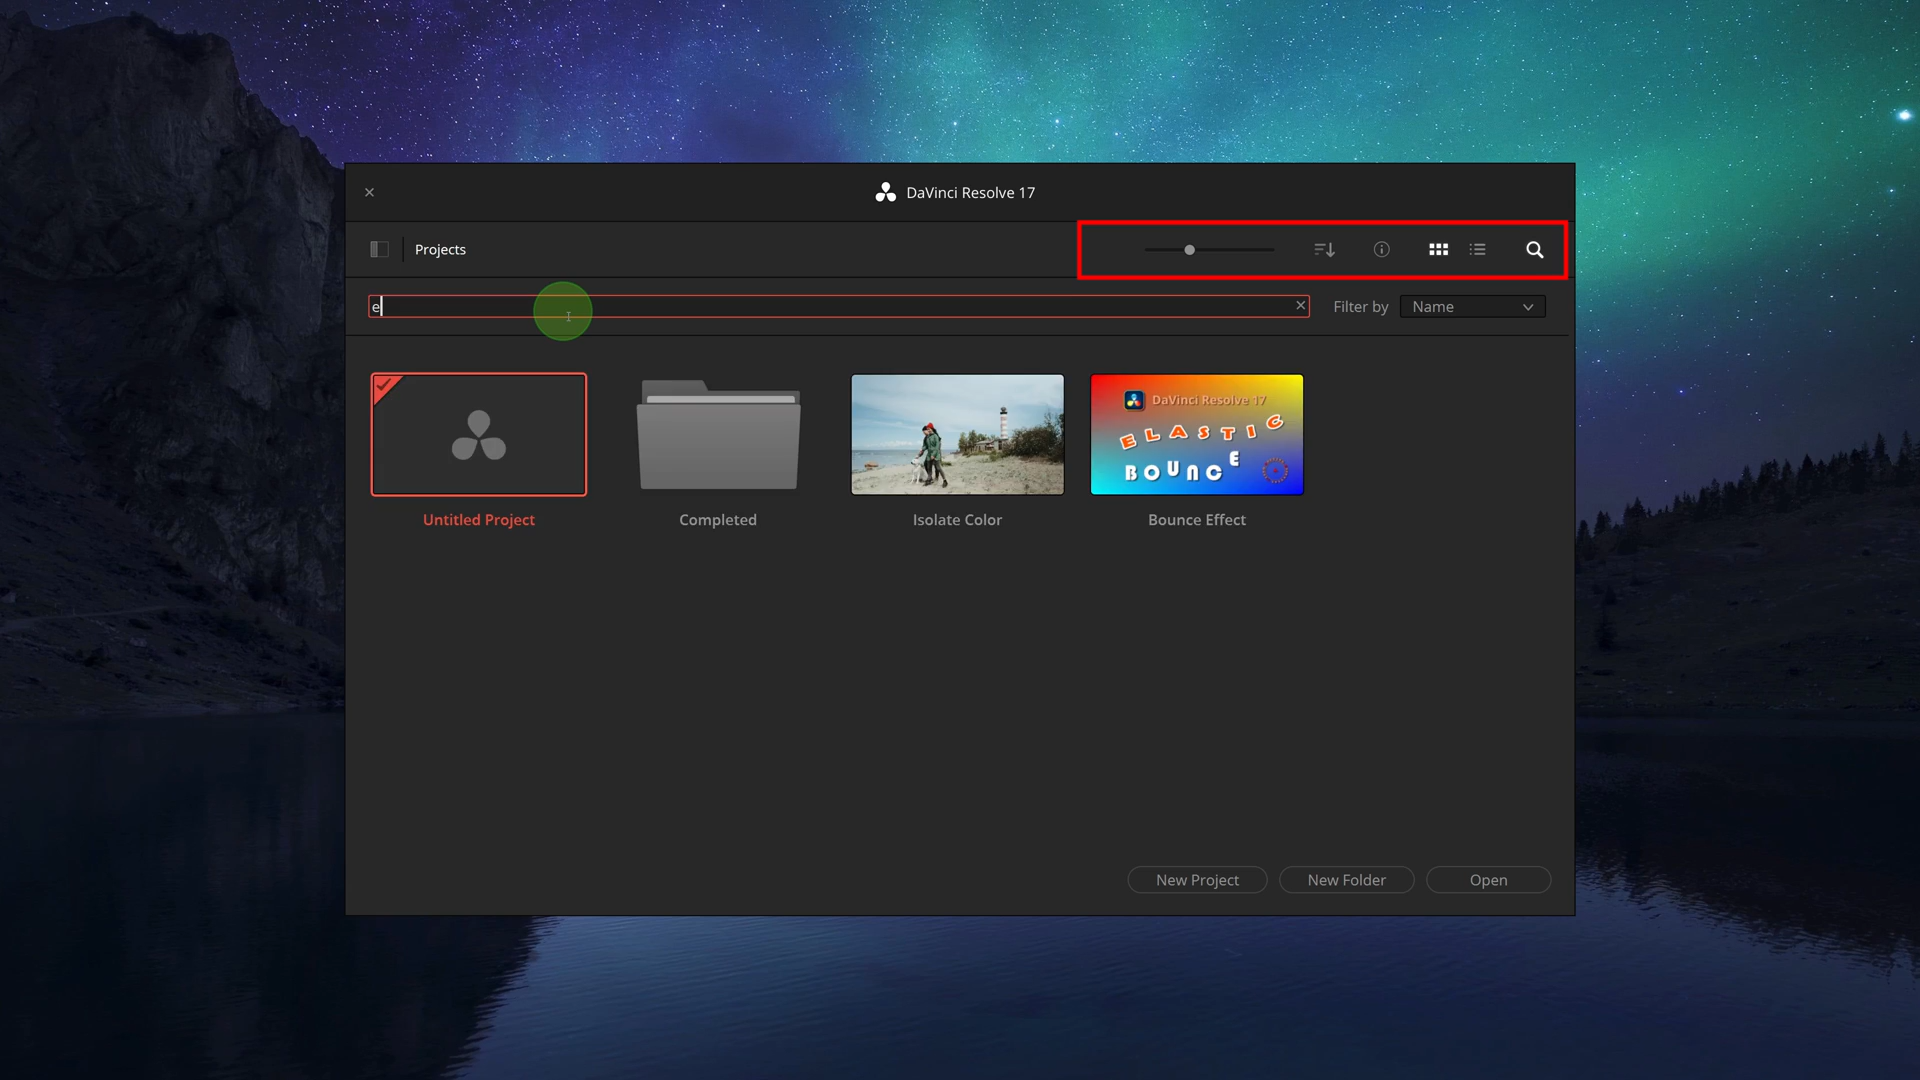 DaVinci Resolve 17
Projects
e
Filter by Name
DaVinci Resolve 17
ELASTIC
BOUNCE
Untitled Project
Completed
Isolate Color
Bounce Effect
New Project
New Folder
Open